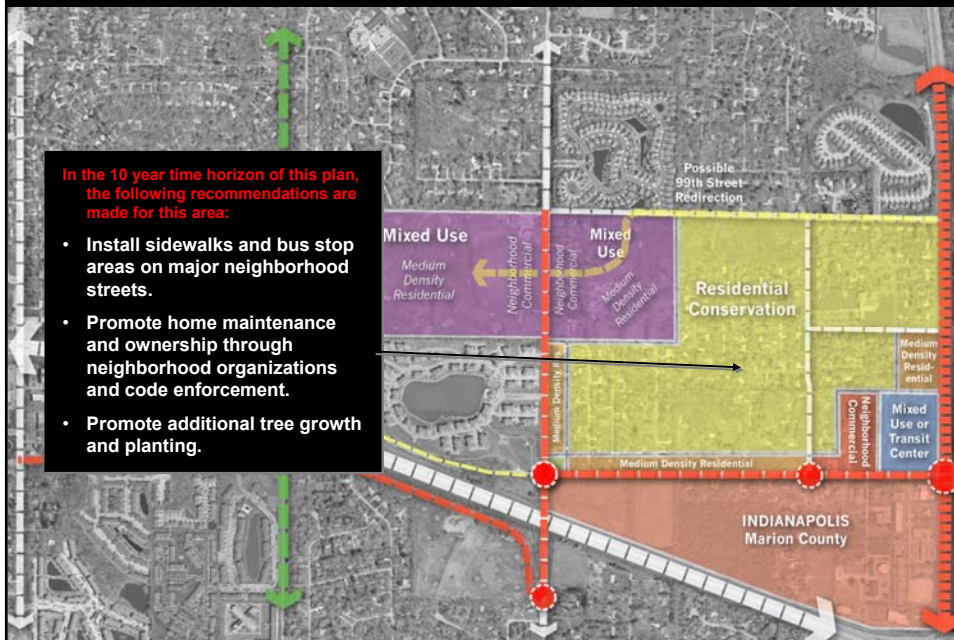 In the 10 year time horizon of this plan,
the following recommendations are
made for this area:
• Install sidewalks and bus stop
areas on major neighborhood
streets.
• Promote home maintenance
and ownership through
neighborhood organizations
and code enforcement.
• Promote additional tree growth
and planting.
Possible
99th Street
Redirection
Mixed Use
Medium
Density
Residential
Neighborhood
Commercial
Neighborhood
Commercial
Mixed
Use
Medium
Density
Residential
Residential
Conservation
Medium
Density
Resid-
ential
Medium Density R
Neighborhood
Commercial
Mixed
Use or
Transit
Center
Medium Density Residential
INDIANAPOLIS
Marion County